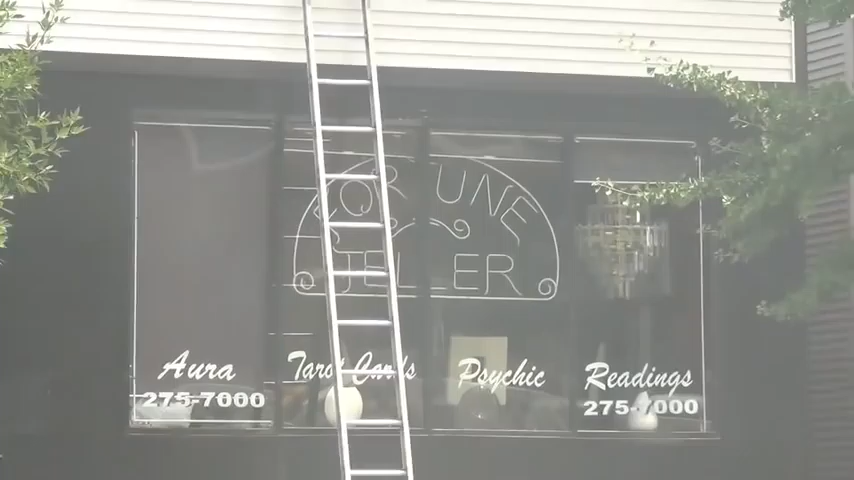 FORTUNE
TELLER
Aura Tarot Cards Psychic Readings
275-7000 275-7000